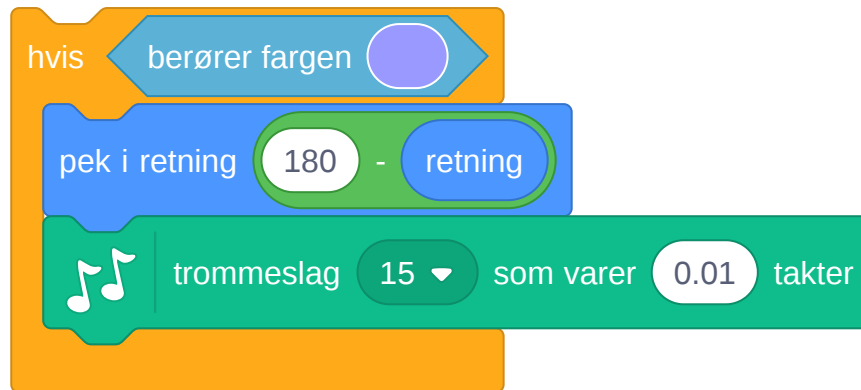 hvis berører fargen
pek i retning 180 - retning
trommeslag 15 som varer 0.01 takter